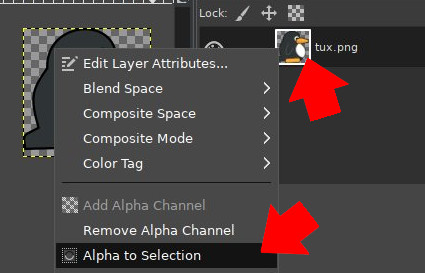 Lock:
tux.png
Edit Layer Attributes...
Blend Space
Composite Space
Composite Mode
Color Tag
Add Alpha Channel
Remove Alpha Channel
Alpha to Selection